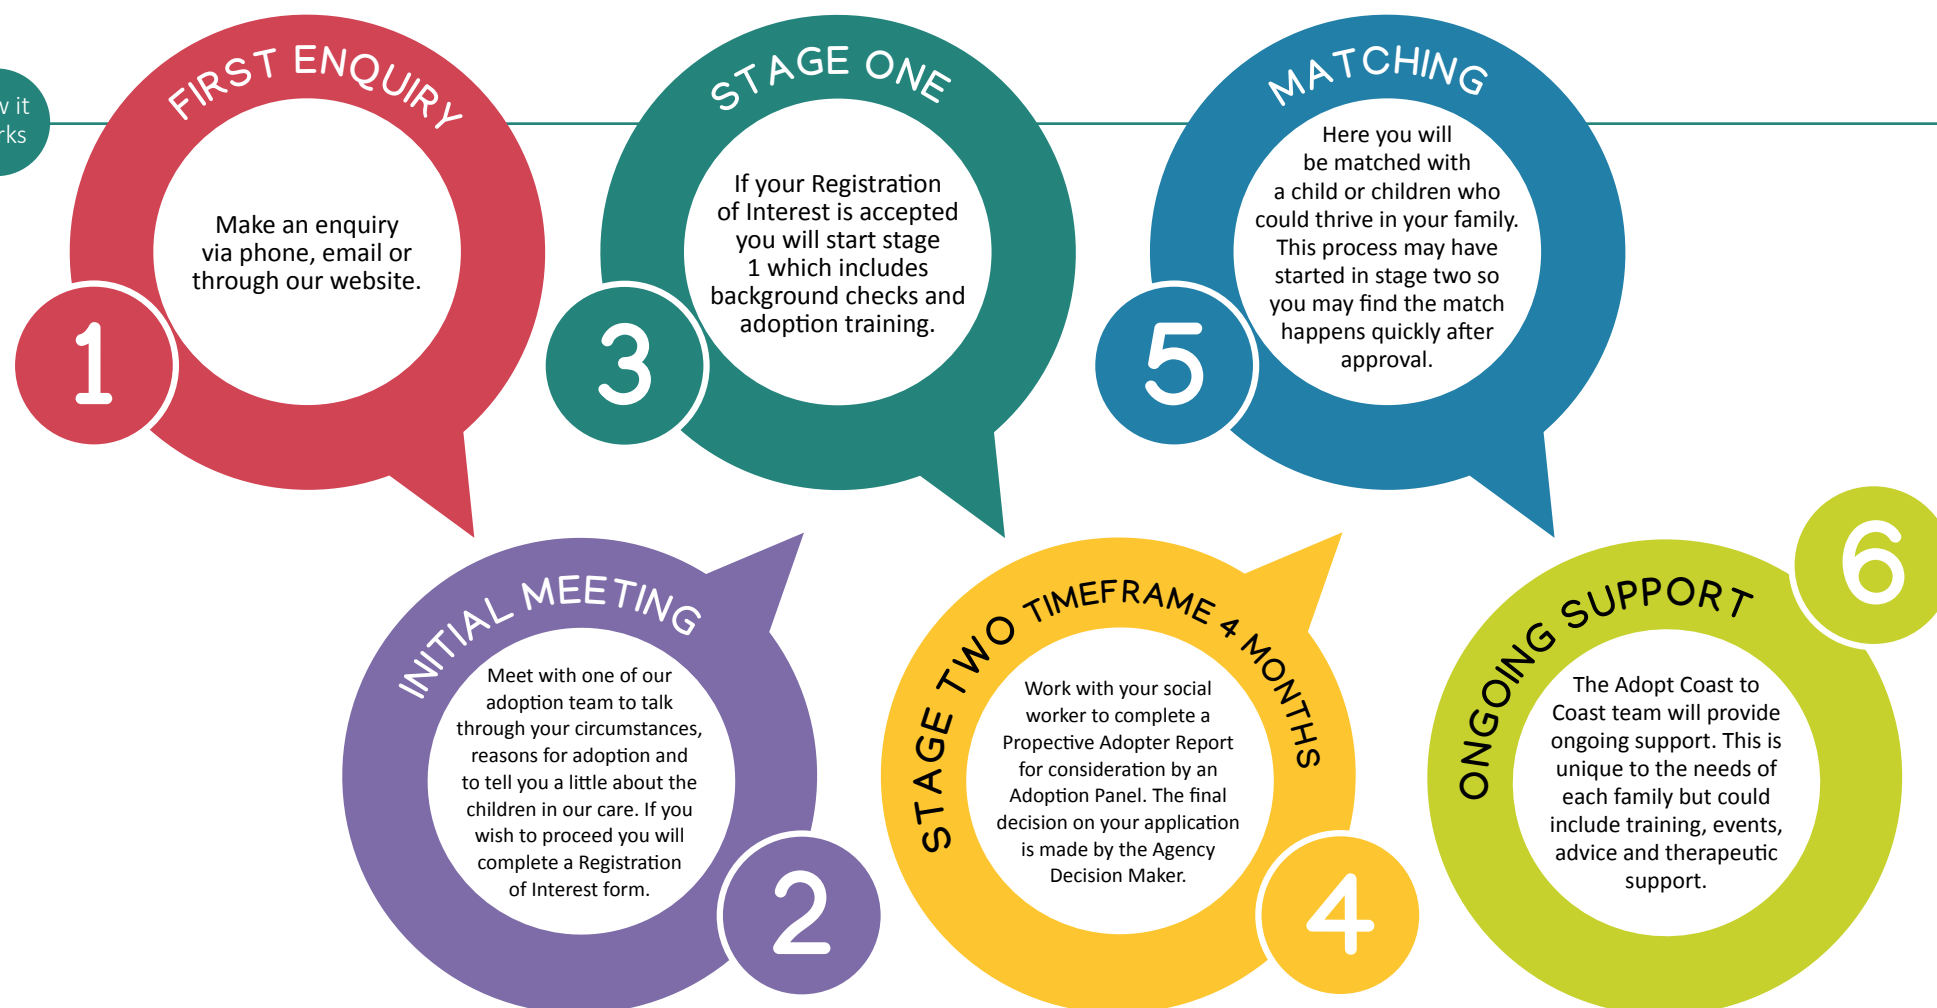 w it
rks
FIRST ENQUIRY
Make an enquiry
via phone, email or
through our website.
1
INITIAL MEETING
Meet with one of our
adoption team to talk
through your circumstances,
reasons for adoption and
to tell you a little about the
children in our care. If you
wish to proceed you will
complete a Registration
of Interest form.
2
STAGE ONE
If your Registration
of Interest is accepted
you will start stage
1 which includes
background checks and
adoption training.
3
STAGE TWO TIMEFRAME 4 MONTHS
Work with your social
worker to complete a
Propective Adopter Report
for consideration by an
Adoption Panel. The final
decision on your application
is made by the Agency
Decision Maker.
4
MATCHING
Here you will
be matched with
a child or children who
could thrive in your family.
This process may have
started in stage two so
you may find the match
happens quickly after
approval.
5
ONGOING SUPPORT
The Adopt Coast to
Coast team will provide
ongoing support. This is
unique to the needs of
each family but could
include training, events,
advice and therapeutic
support.
6